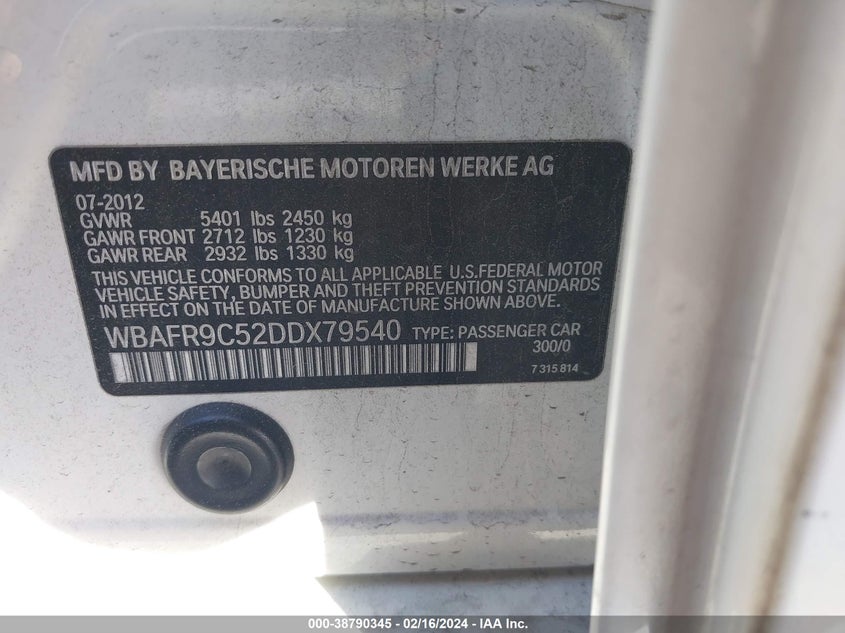 MFD BY BAYERISCHE MOTOREN WERKE AG
07-2012
GVWR 5401 lbs 2450 kg
GAWR FRONT 2712 lbs 1230 kg
GAWR REAR 2932 lbs 1330 kg
THIS VEHICLE CONFORMS TO ALL APPLICABLE U.S.FEDERAL MOTOR
VEHICLE SAFETY, BUMPER AND THEFT PREVENTION STANDARDS
IN EFFECT ON THE DATE OF MANUFACTURE SHOWN ABOVE.
WBAFR9C52DDX79540 TYPE: PASSENGER CAR
300/0
7 315 814
000-38790345 - 02/16/2024 - IAA Inc.